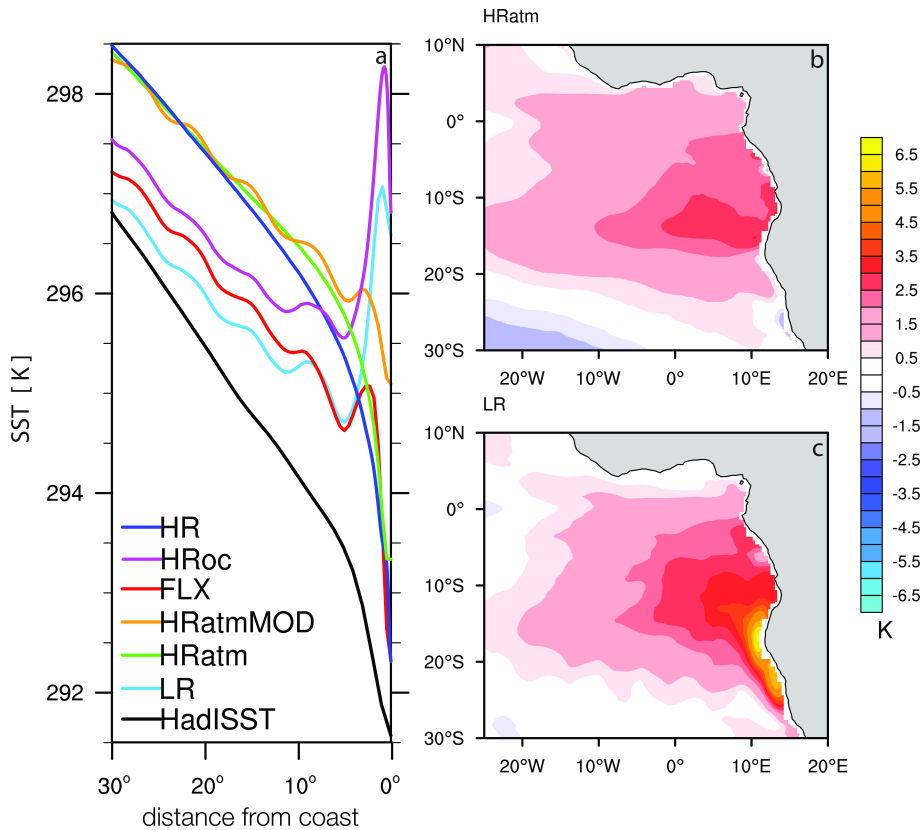 a
298
296
294
292
SST [ K]
HR
HRoc
FLX
HRatmMOD
HRatm
LR
HadISST
30° 20° 10° 0°
distance from coast
HRatm
b
10°N
0°
10°S
20°S
30°S
20°W 10°W 0° 10°E 20°E
LR
c
10°N
0°
10°S
20°S
30°S
20°W 10°W 0° 10°E 20°E
6.5
5.5
4.5
3.5
2.5
1.5
0.5
-0.5
-1.5
-2.5
-3.5
-4.5
-5.5
-6.5
K